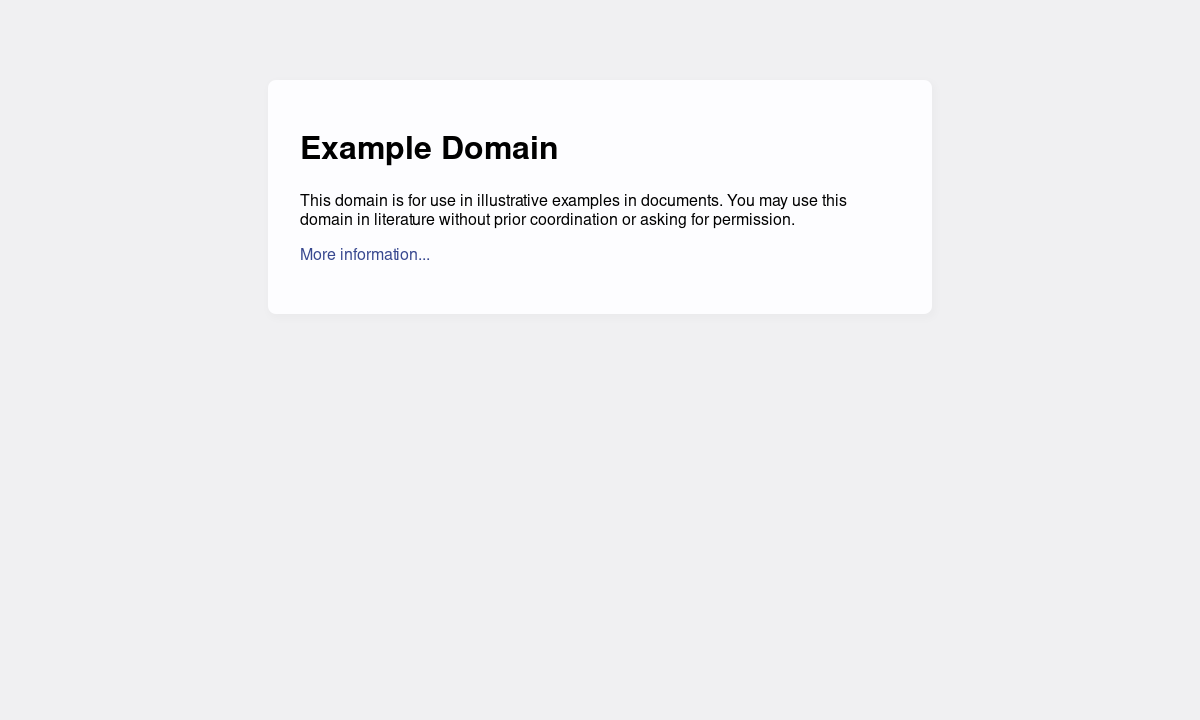 Example Domain
This domain is for use in illustrative examples in documents. You may use this
domain in literature without prior coordination or asking for permission.
More information...